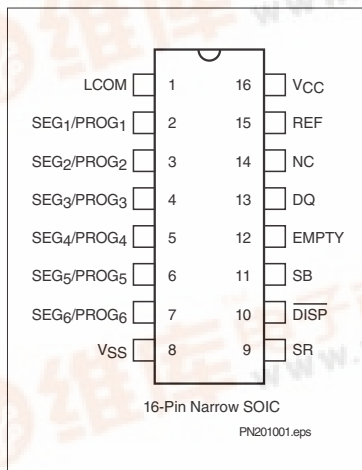 LCOM 1 16 VCC
SEG1/PROG1 2 15 REF
SEG2/PROG2 3 14 NC
SEG3/PROG3 4 13 DQ
SEG4/PROG4 5 12 EMPTY
SEG5/PROG5 6 11 SB
SEG6/PROG6 7 10 DISP
VSS 8 9 SR
16-Pin Narrow SOIC
PN201001.eps